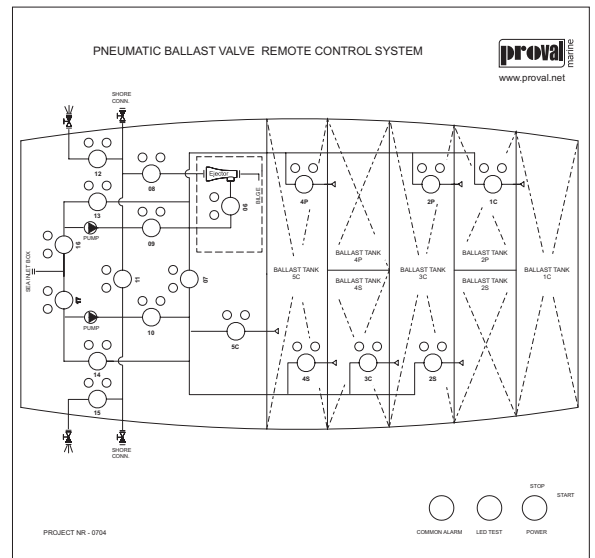 PNEUMATIC BALLAST VALVE REMOTE CONTROL SYSTEM
proval
marine
www.proval.net
SHORE
CONN.
12
08
Ejector
BILGE
06
13
4P
2P
1C
PUMP
09
16
SEA INLET BOX
11
07
BALLAST TANK
5C
BALLAST TANK
4P
BALLAST TANK
4S
BALLAST TANK
3C
BALLAST TANK
2P
BALLAST TANK
2S
BALLAST TANK
1C
17
PUMP
10
5C
14
4S
3C
2S
15
SHORE
CONN.
STOP
START
COMMON ALARM
LED TEST
POWER
PROJECT NR - 0704